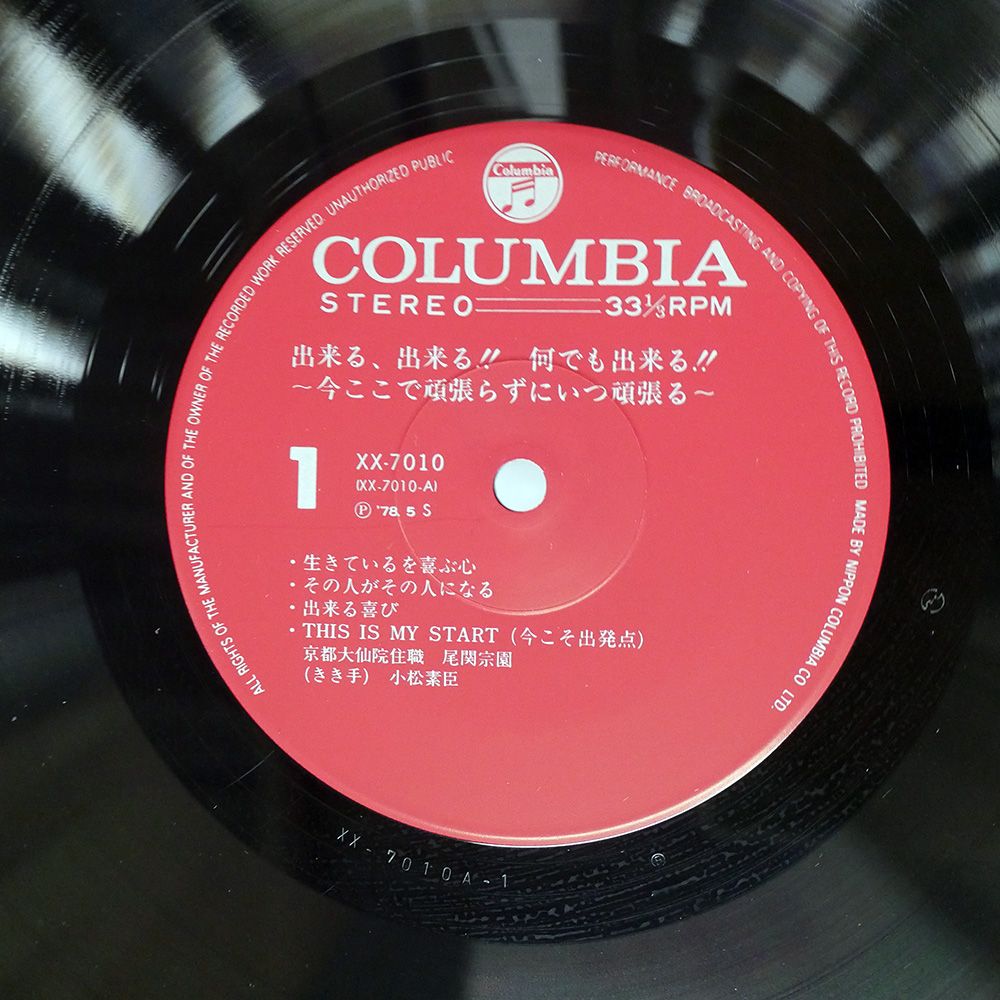 ALL RIGHTS OF THE MANUFACTURER AND OF THE OWNER OF THE RECORDED WORK RESERVED. UNAUTHORIZED PUBLIC PERFORMANCE, BROADCASTING AND COPYING OF THIS RECORD PROHIBITED MADE BY NIPPON COLUMBIA CO LTD.
Columbia
COLUMBIA
STEREO 33⅓RPM
出来る、出来る!! 何でも出来る!!
〜今ここで頑張らずにいつ頑張る〜
1
XX-7010
(XX-7010-A)
Ⓟ '78. 5 S
・生きているを喜ぶ心
・その人がその人になる
・出来る喜び
・THIS IS MY START (今こそ出発点)
京都大仙院住職 尾関宗園
(きき手) 小松素臣
XX-7010A-1